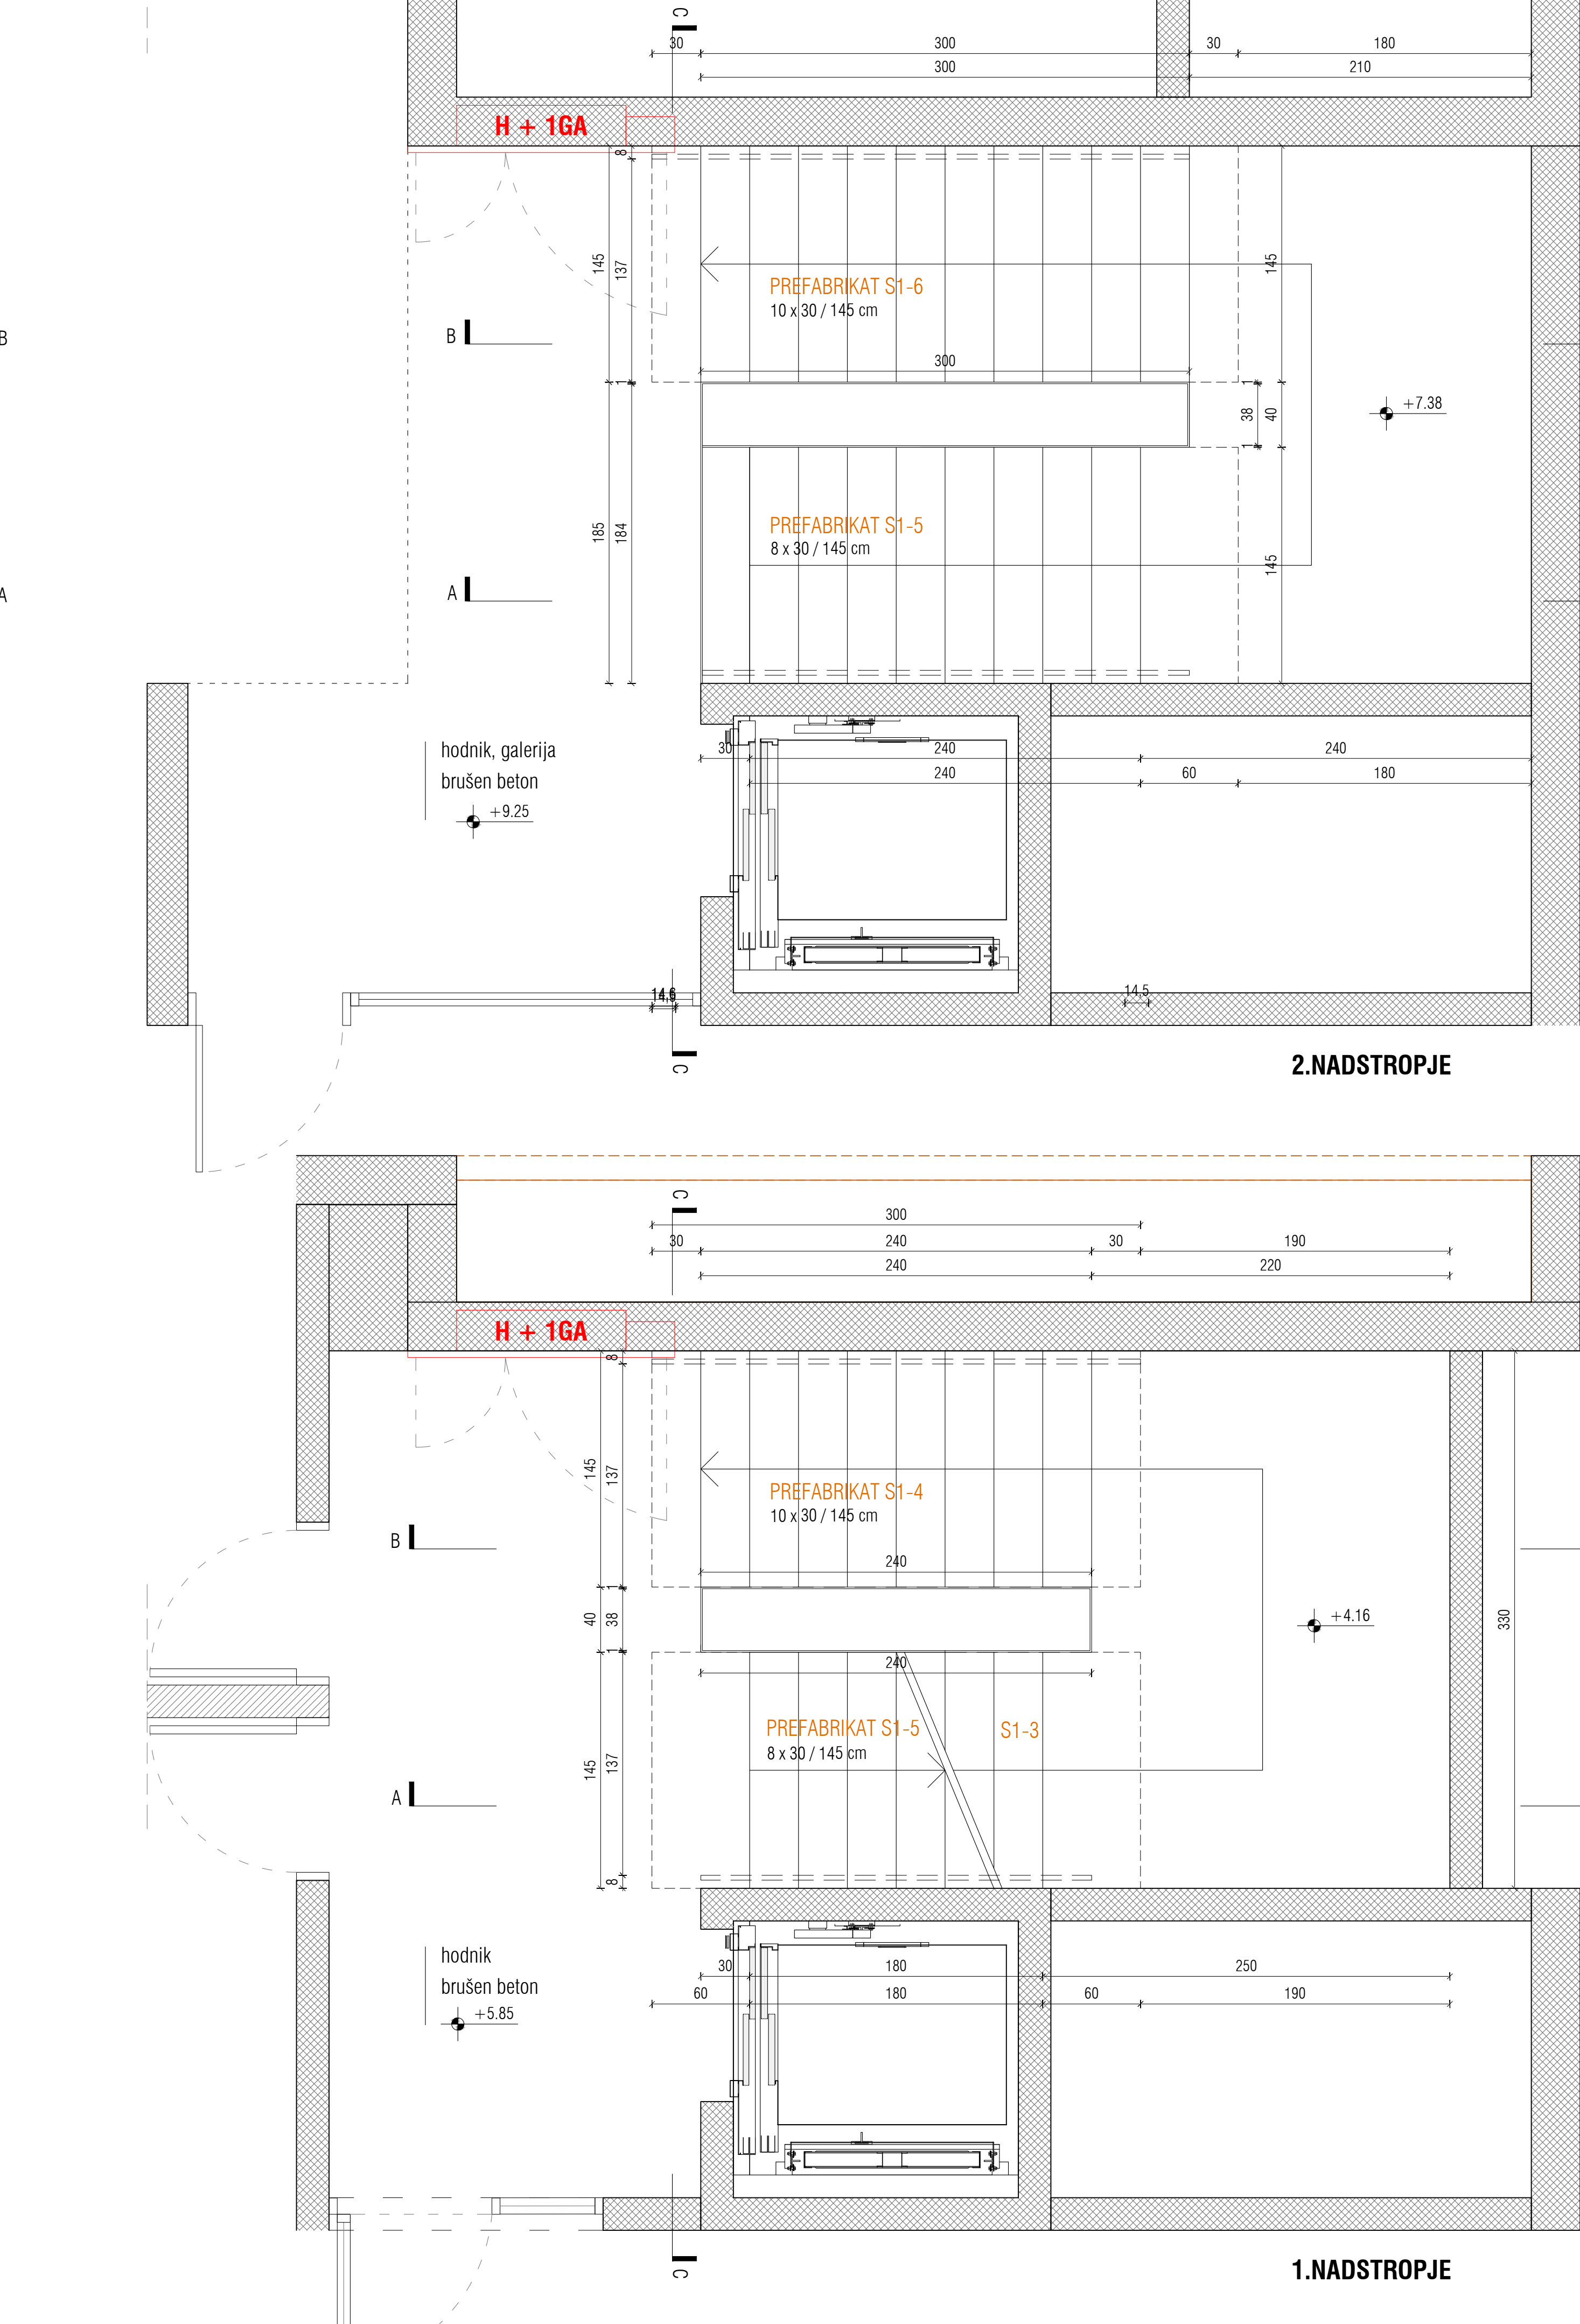 C
30
300
30
180
300
210
H + 1GA
8
145
137
145
PREFABRIKAT S1-6
10 x 30 / 145 cm
B
B
300
1
1
38
40
1
+7.38
185
184
PREFABRIKAT S1-5
8 x 30 / 145 cm
145
A
A
hodnik, galerija
brušen beton
+9.25
30
240
240
240
60
180
14,5
C
2.NADSTROPJE
C
300
30
240
30
190
240
220
H + 1GA
8
145
137
PREFABRIKAT S1-4
10 x 30 / 145 cm
B
240
1
40
38
1
+4.16
330
240
PREFABRIKAT S1-5
8 x 30 / 145 cm
S1-3
145
137
A
8
hodnik
brušen beton
+5.85
30
180
250
60
180
60
190
C
1.NADSTROPJE